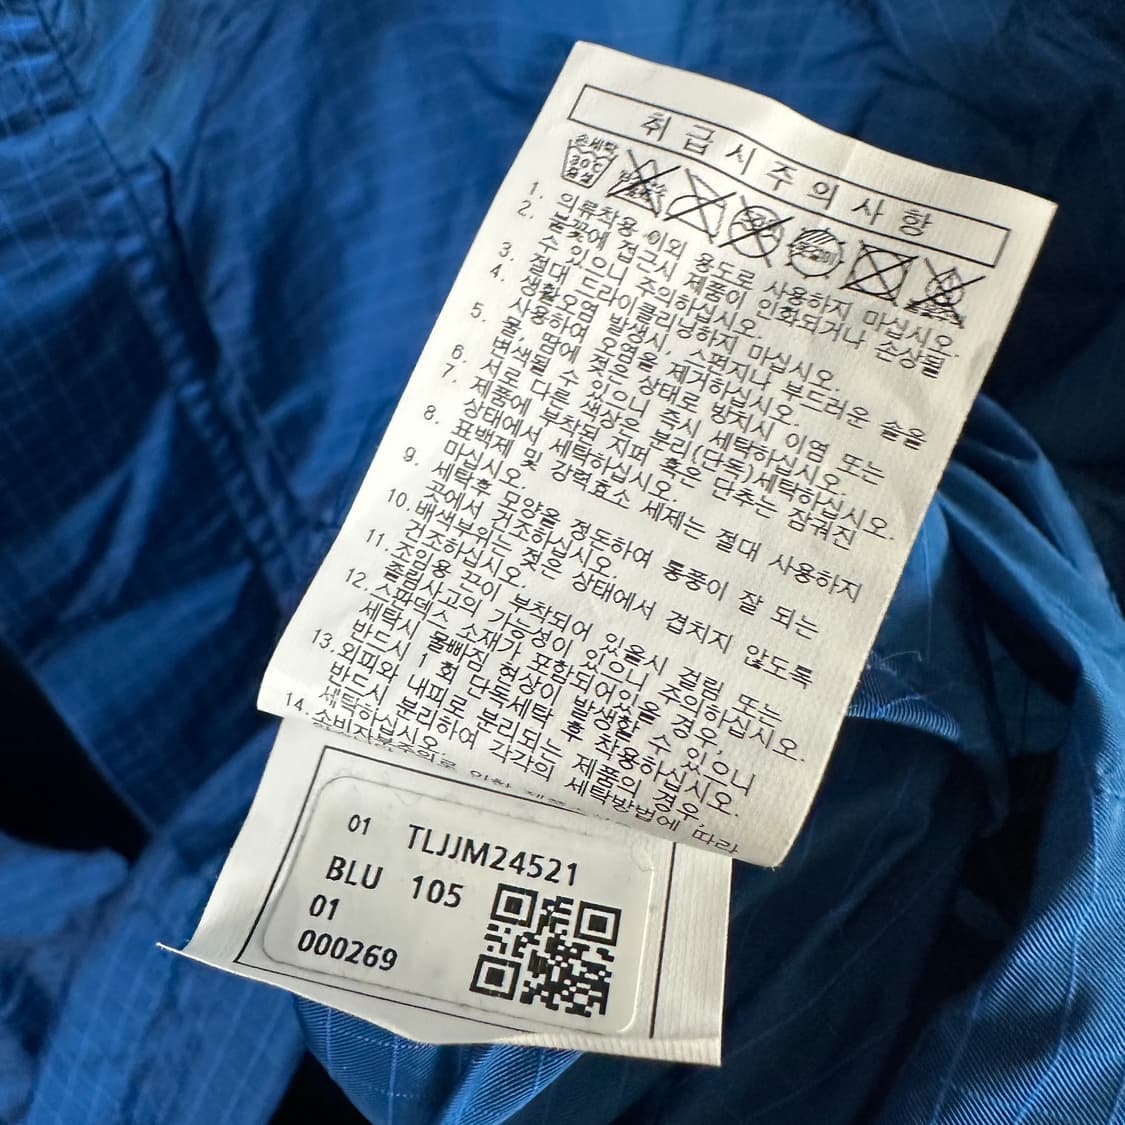 취급시주의사항
손세탁
30℃
중성
1. 의류착용 이외 용도로 사용하지 마십시오.
2. 불꽃에 접근시 제품이 인화되거나 손상될
수 있으니 주의하십시오.
3. 절대 드라이클리닝하지 마십시오.
4. 생활오염 발생시, 스펀지나 부드러운 솔을
사용하여 오염을 제거하십시오.
5. 물, 땀에 젖은 상태로 방치시 이염 또는
변색될 수 있으니 즉시 세탁하십시오.
6. 서로 다른 색상은 분리(단독)세탁하십시오.
7. 제품에 부착된 지퍼 혹은 단추는 잠궈진
상태에서 세탁하십시오.
8. 표백제 및 강력효소 세제는 절대 사용하지
마십시오.
9. 세탁후 모양을 정돈하여 통풍이 잘 되는
곳에서 건조하십시오.
10. 배색부위는 젖은 상태에서 겹치지 않도록
건조하십시오.
11. 조임용 끈이 부착되어 있을시 걸림 또는
끌림사고의 가능성이 있으니 주의하십시오.
12. 스판덱스 소재가 포함되어있을 경우,
세탁시 물빠짐 현상이 발생할 수 있으니
반드시 1회 단독세탁 후 착용하십시오.
13. 외피와 내피로 분리되는 제품의 경우,
반드시 분리하여 각각의 세탁방법에 따라
세탁하십시오.
14. 소비자부주의로 인한 제품
01 TLJJM24521
BLU 105
01
000269